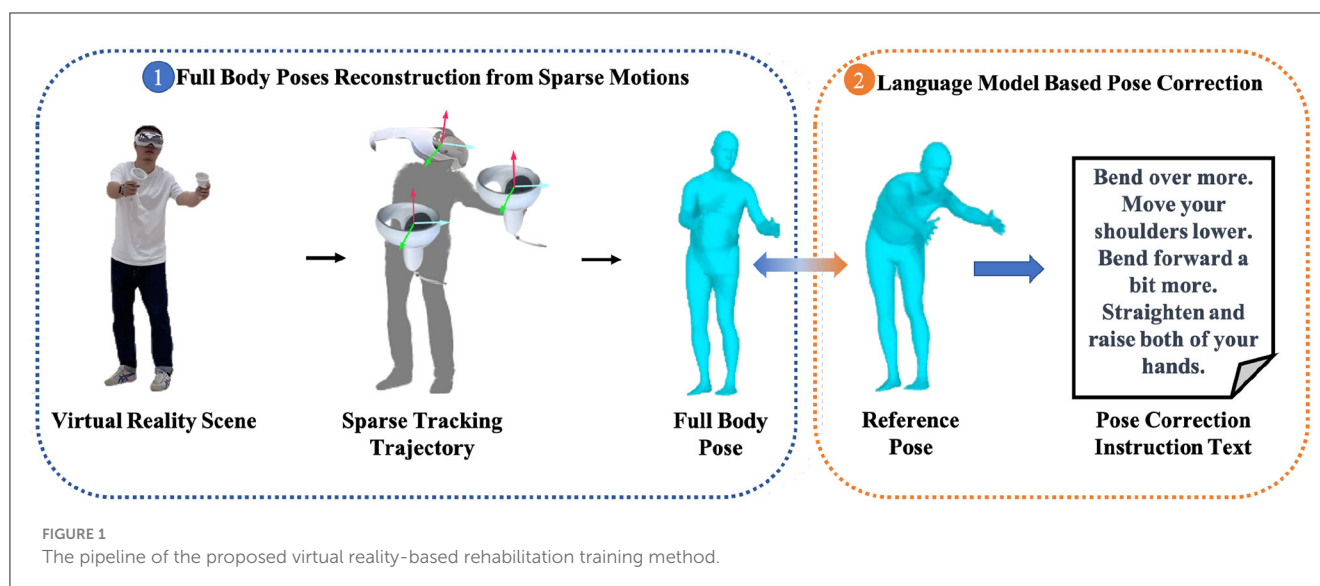 1 Full Body Poses Reconstruction from Sparse Motions
2 Language Model Based Pose Correction
Bend over more.
Move your
shoulders lower.
Bend forward a
bit more.
Straighten and
raise both of your
hands.
Virtual Reality Scene
Sparse Tracking
Trajectory
Full Body
Pose
Reference
Pose
Pose Correction
Instruction Text
FIGURE 1
The pipeline of the proposed virtual reality-based rehabilitation training method.